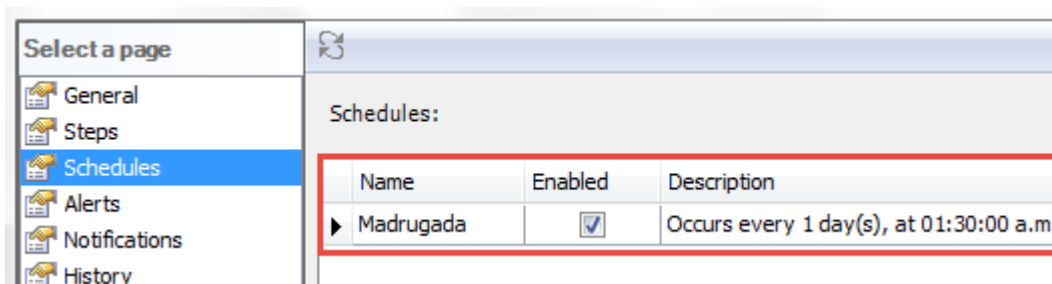 Select a page
General
Steps
Schedules
Alerts
Notifications
History
Schedules:
Name Enabled Description
Madrugada Occurs every 1 day(s), at 01:30:00 a.m